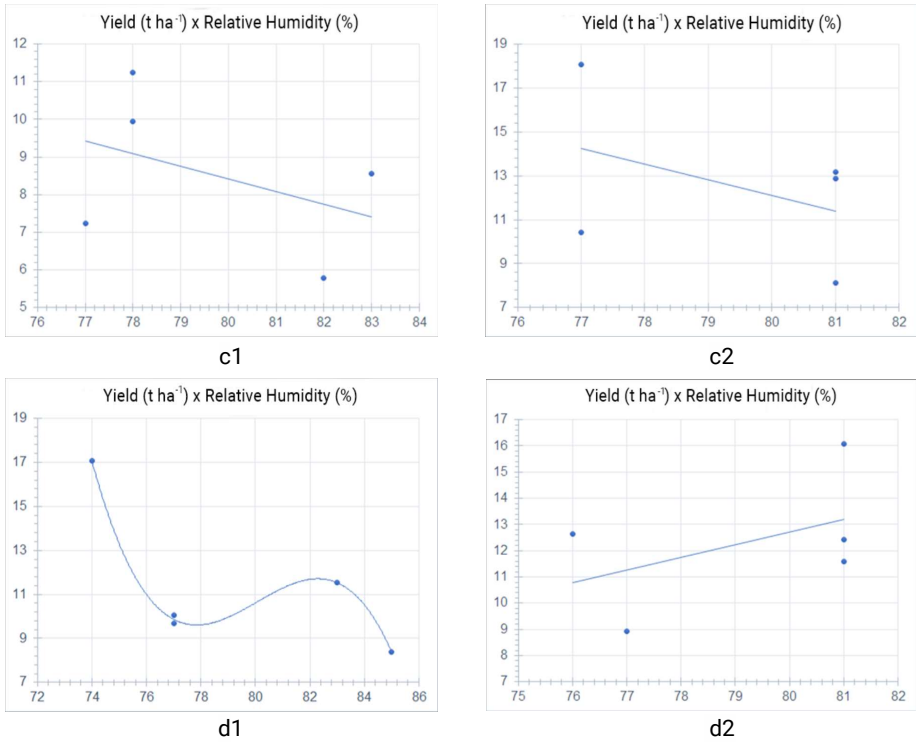 Yield (t ha⁻¹) x Relative Humidity (%)
12
11
10
9
8
7
6
5
76 77 78 79 80 81 82 83 84
c1
Yield (t ha⁻¹) x Relative Humidity (%)
19
17
15
13
11
9
7
76 77 78 79 80 81 82
c2
Yield (t ha⁻¹) x Relative Humidity (%)
19
17
15
13
11
9
7
72 74 76 78 80 82 84 86
d1
Yield (t ha⁻¹) x Relative Humidity (%)
17
16
15
14
13
12
11
10
9
8
7
75 76 77 78 79 80 81 82
d2